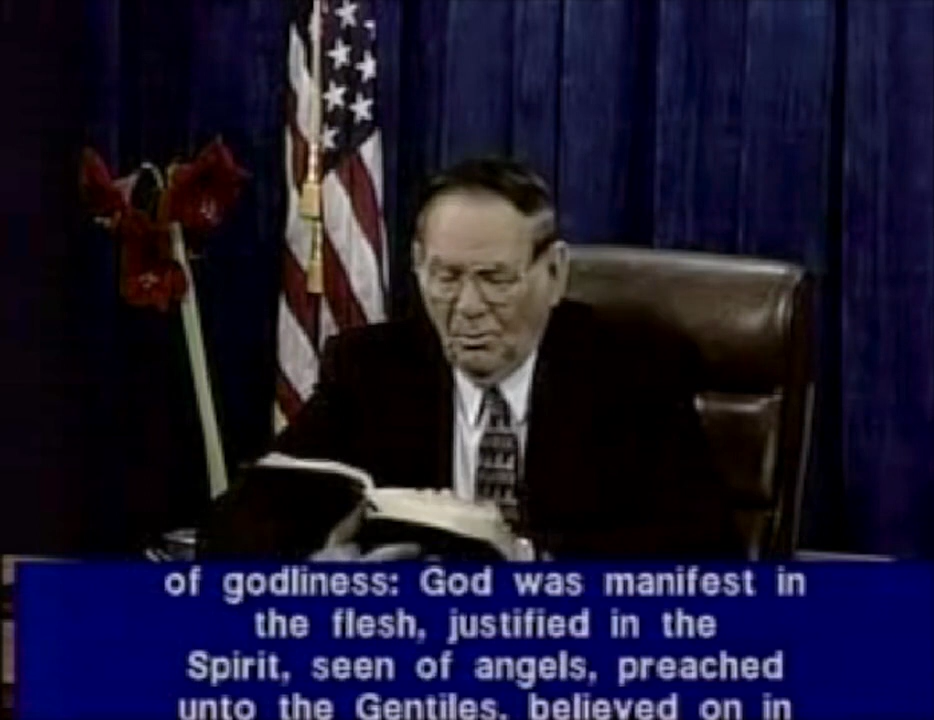 of godliness: God was manifest in
the flesh, justified in the
Spirit, seen of angels, preached
unto the Gentiles, believed on in